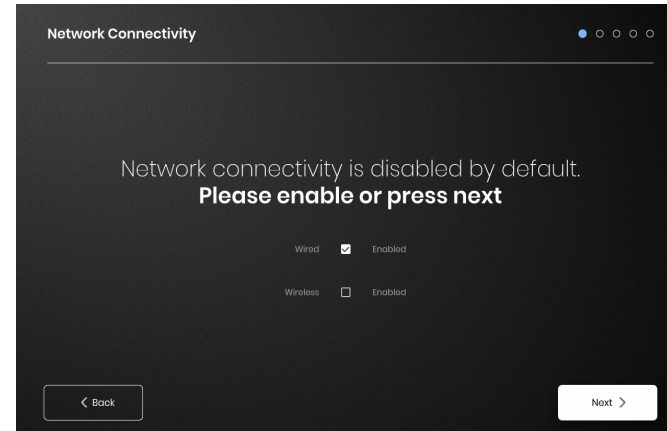 Network Connectivity
Network connectivity is disabled by default.
Please enable or press next
Wired Enabled
Wireless Enabled
Back
Next